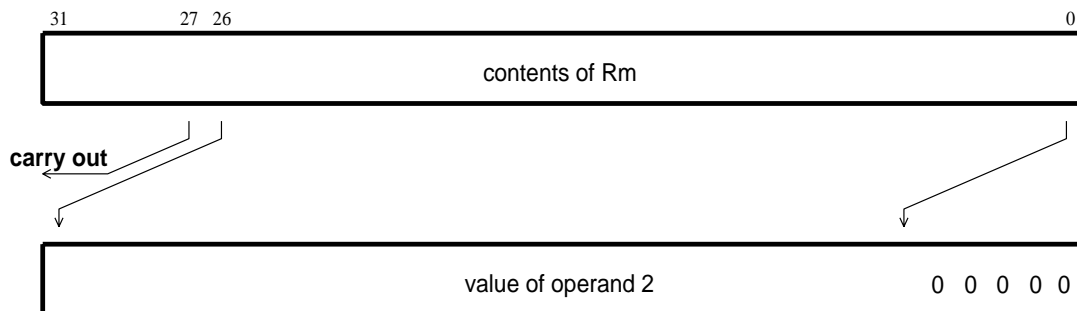 31 27 26 0
contents of Rm
carry out
value of operand 2 0 0 0 0 0